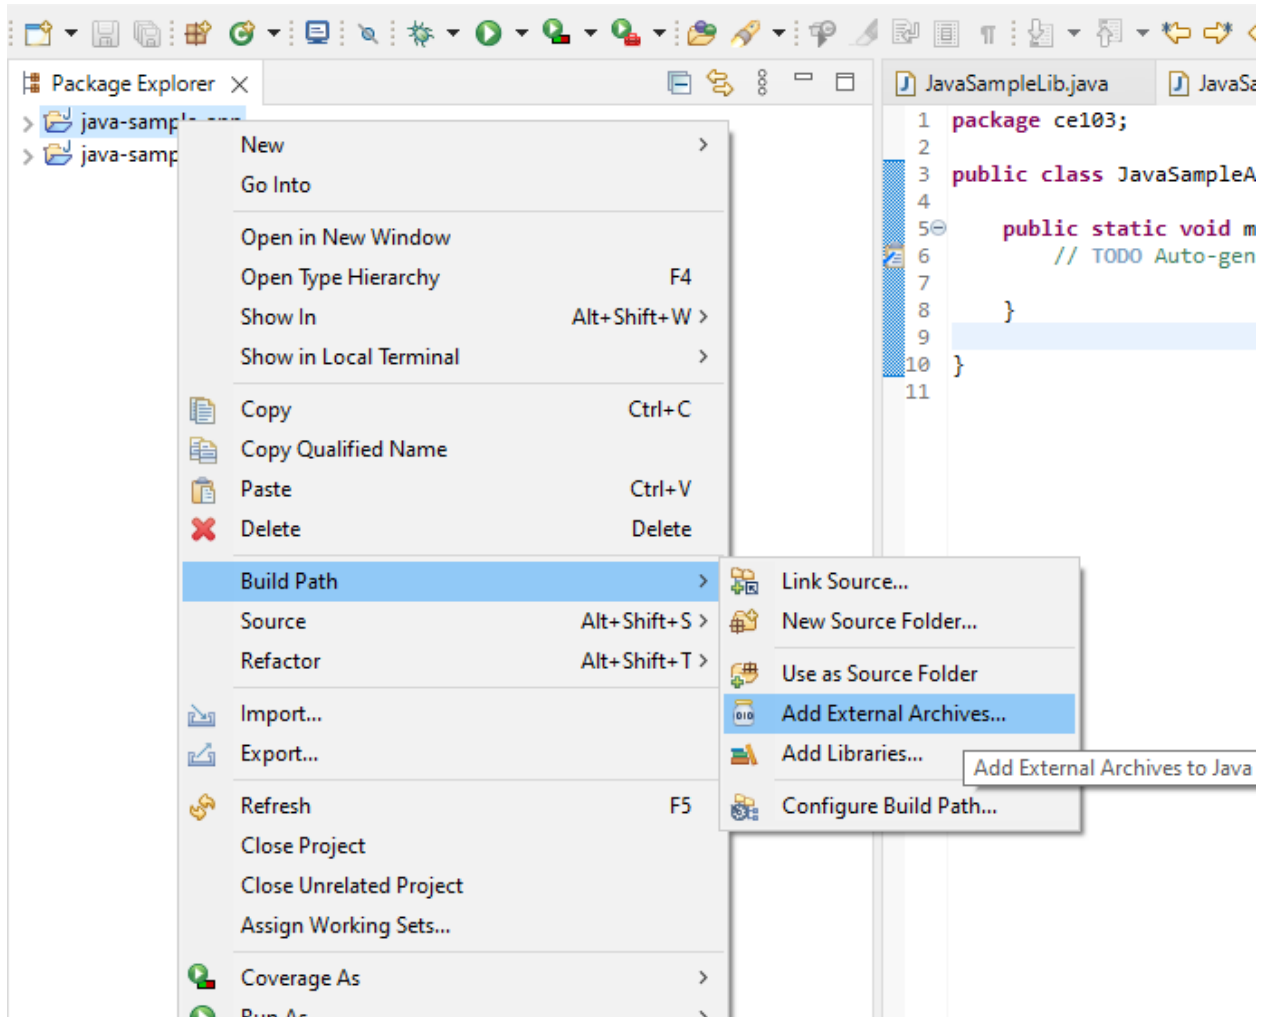 Package Explorer
JavaSampleLib.java
JavaSa
java-sample-app
java-samp
New
Go Into
Open in New Window
Open Type Hierarchy F4
Show In Alt+Shift+W >
Show in Local Terminal >
Copy Ctrl+C
Copy Qualified Name
Paste Ctrl+V
Delete Delete
Build Path >
Source Alt+Shift+S >
Refactor Alt+Shift+T >
Import...
Export...
Refresh F5
Close Project
Close Unrelated Project
Assign Working Sets...
Coverage As >
Run As
Link Source...
New Source Folder...
Use as Source Folder
Add External Archives...
Add Libraries...
Add External Archives to Java
Configure Build Path...
1 package ce103;
2
3 public class JavaSampleA
4
5 public static void m
6 // TODO Auto-gen
7
8 }
9
10 }
11